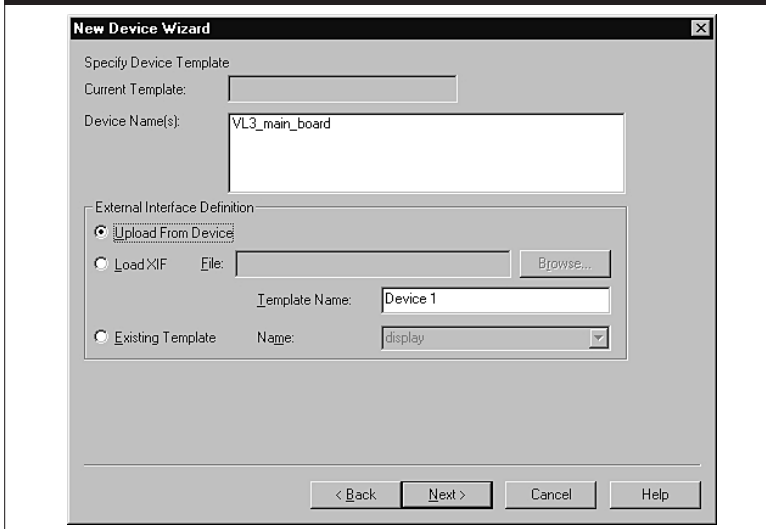 New Device Wizard
Specify Device Template
Current Template:
Device Name(s): VL3_main_board
External Interface Definition
Upload From Device
Load XIF File: Browse...
Template Name: Device 1
Existing Template Name: display
< Back Next > Cancel Help